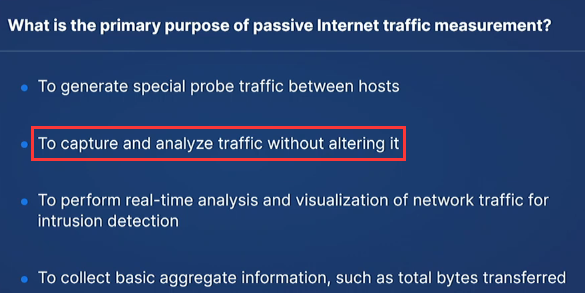 What is the primary purpose of passive Internet traffic measurement?
To generate special probe traffic between hosts
To capture and analyze traffic without altering it
To perform real-time analysis and visualization of network traffic for
intrusion detection
To collect basic aggregate information, such as total bytes transferred